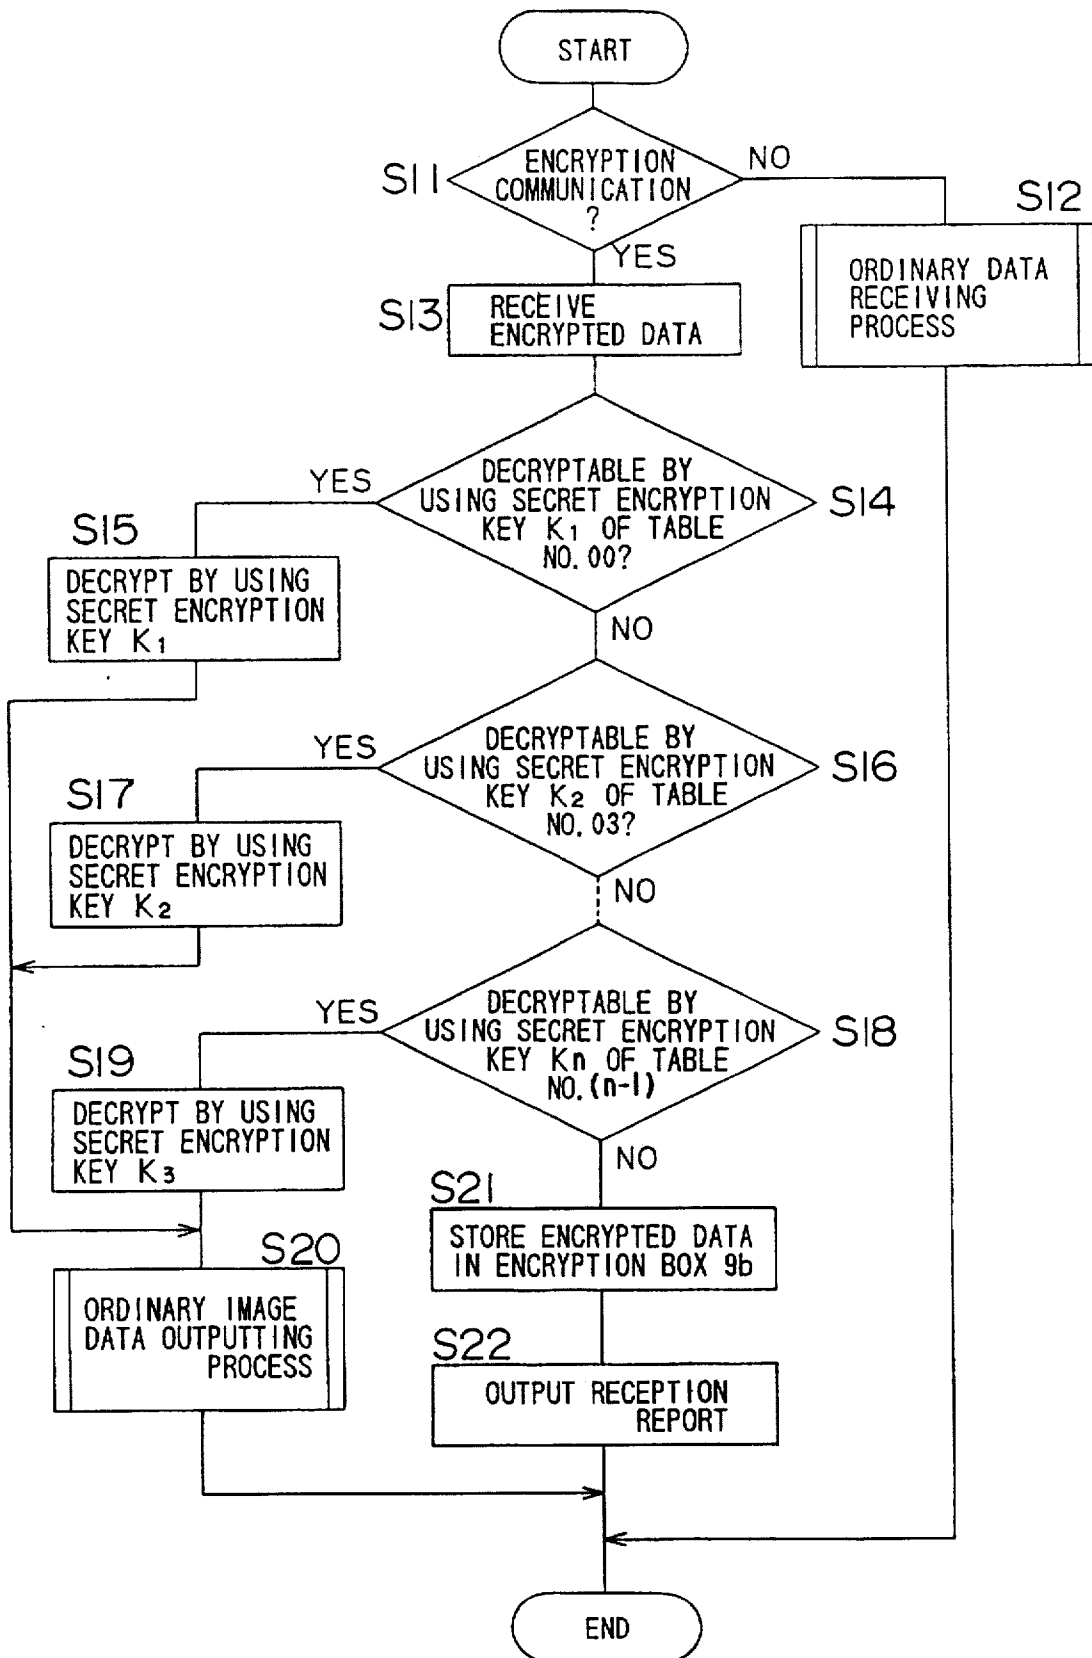 START
S11
ENCRYPTION
COMMUNICATION
?
NO
YES
S12
ORDINARY DATA
RECEIVING
PROCESS
S13
RECEIVE
ENCRYPTED DATA
DECRYPTABLE BY
USING SECRET ENCRYPTION
KEY K1 OF TABLE
NO.00?
S14
YES
NO
S15
DECRYPT BY USING
SECRET ENCRYPTION
KEY K1
DECRYPTABLE BY
USING SECRET ENCRYPTION
KEY K2 OF TABLE
NO.03?
S16
YES
NO
S17
DECRYPT BY USING
SECRET ENCRYPTION
KEY K2
DECRYPTABLE BY
USING SECRET ENCRYPTION
KEY Kn OF TABLE
NO.(n-1)
S18
YES
NO
S19
DECRYPT BY USING
SECRET ENCRYPTION
KEY K3
S20
ORDINARY IMAGE
DATA OUTPUTTING
PROCESS
S21
STORE ENCRYPTED DATA
IN ENCRYPTION BOX 9b
S22
OUTPUT RECEPTION
REPORT
END